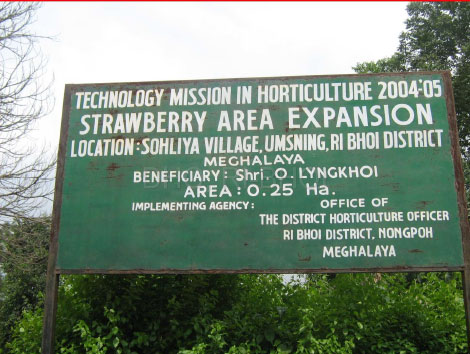 TECHNOLOGY MISSION IN HORTICULTURE 2004-05
STRAWBERRY AREA EXPANSION
LOCATION: SOHLIYA VILLAGE, UMSNING, RI BHOI DISTRICT
MEGHALAYA
BENEFICIARY: Shri. O. LYNGKHOI
AREA: 0.25 Ha.
IMPLEMENTING AGENCY: OFFICE OF
THE DISTRICT HORTICULTURE OFFICER
RI BHOI DISTRICT, NONGPOH
MEGHALAYA